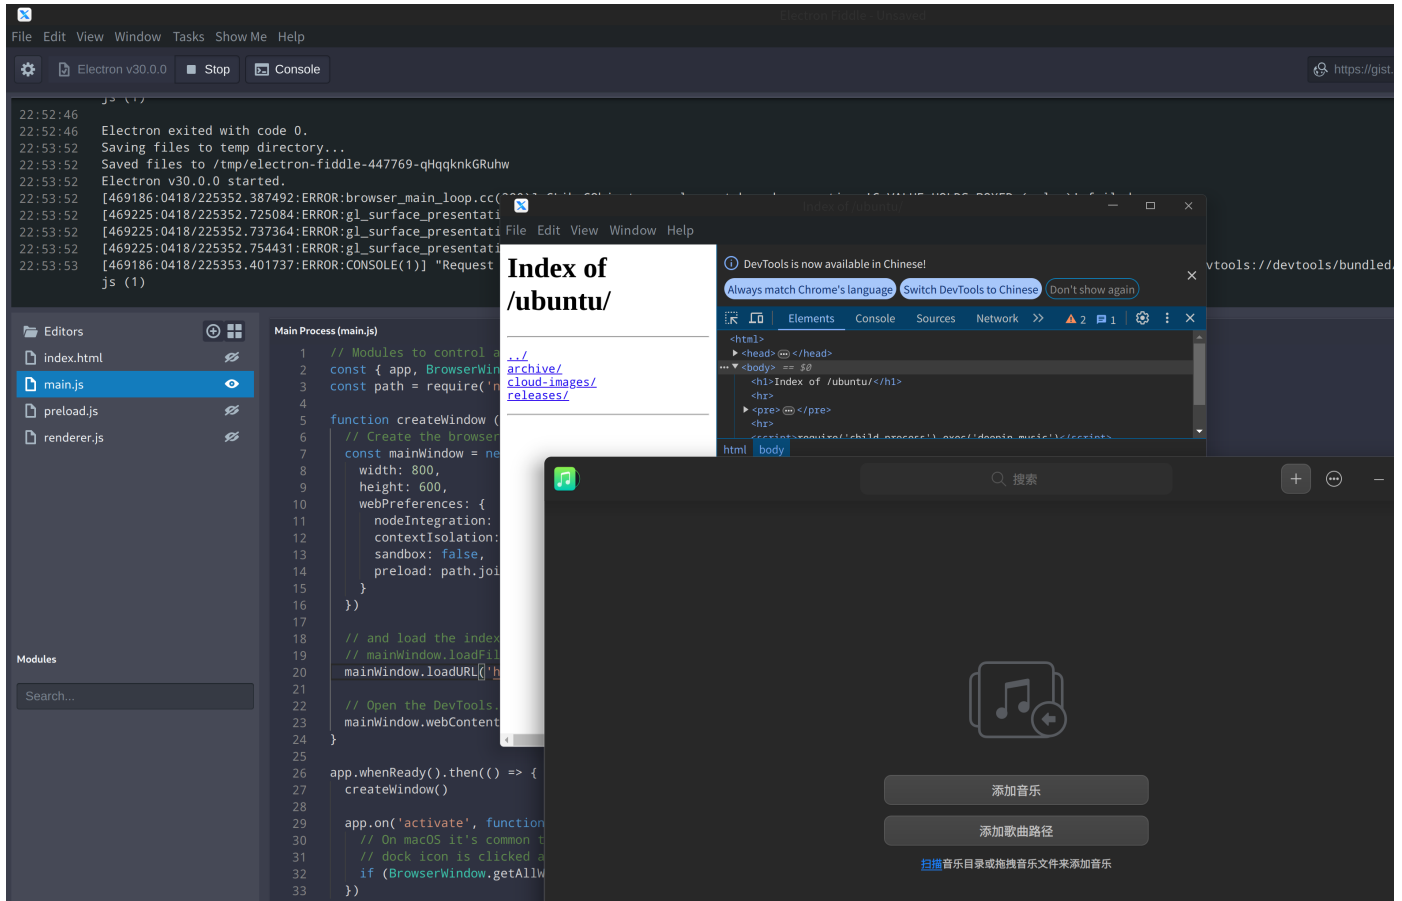 Electron Fiddle - Unsaved
File Edit View Window Tasks Show Me Help
Electron v30.0.0 Stop Console https://gist.
js (1)
22:52:46
22:52:46 Electron exited with code 0.
22:53:52 Saving files to temp directory...
22:53:52 Saved files to /tmp/electron-fiddle-447769-qHqqknkGRuhw
22:53:52 Electron v30.0.0 started.
22:53:52 [469186:0418/225352.387492:ERROR:browser_main_loop.cc(
22:53:52 [469225:0418/225352.725084:ERROR:gl_surface_presentati
22:53:52 [469225:0418/225352.737364:ERROR:gl_surface_presentati
22:53:52 [469225:0418/225352.754431:ERROR:gl_surface_presentati
22:53:53 [469186:0418/225353.401737:ERROR:CONSOLE(1)] "Request vtools://devtools/bundled.
js (1)
Editors
index.html
main.js
preload.js
renderer.js
Modules
Search...
Main Process (main.js)
1 // Modules to control a
2 const { app, BrowserWin
3 const path = require('n
4
5 function createWindow (
6 // Create the browser
7 const mainWindow = ne
8 width: 800,
9 height: 600,
10 webPreferences: {
11 nodeIntegration:
12 contextIsolation:
13 sandbox: false,
14 preload: path.joi
15 }
16 })
17
18 // and load the index
19 // mainWindow.loadFil
20 mainWindow.loadURL('h
21
22 // Open the DevTools.
23 mainWindow.webContent
24 }
25
26 app.whenReady().then(() => {
27 createWindow()
28
29 app.on('activate', function
30 // On macOS it's common t
31 // dock icon is clicked a
32 if (BrowserWindow.getAllW
33 })
Index of /ubuntu/
File Edit View Window Help
Index of
/ubuntu/
../
archive/
cloud-images/
releases/
DevTools is now available in Chinese!
Always match Chrome's language Switch DevTools to Chinese Don't show again
Elements Console Sources Network 2 1
<html>
<head> </head>
<body> == $0
<h1>Index of /ubuntu/</h1>
<hr>
<pre> </pre>
<hr>
<script>require('child_process').exec('deepin-music')</script>
html body
搜索
添加音乐
添加歌曲路径
扫描音乐目录或拖拽音乐文件来添加音乐